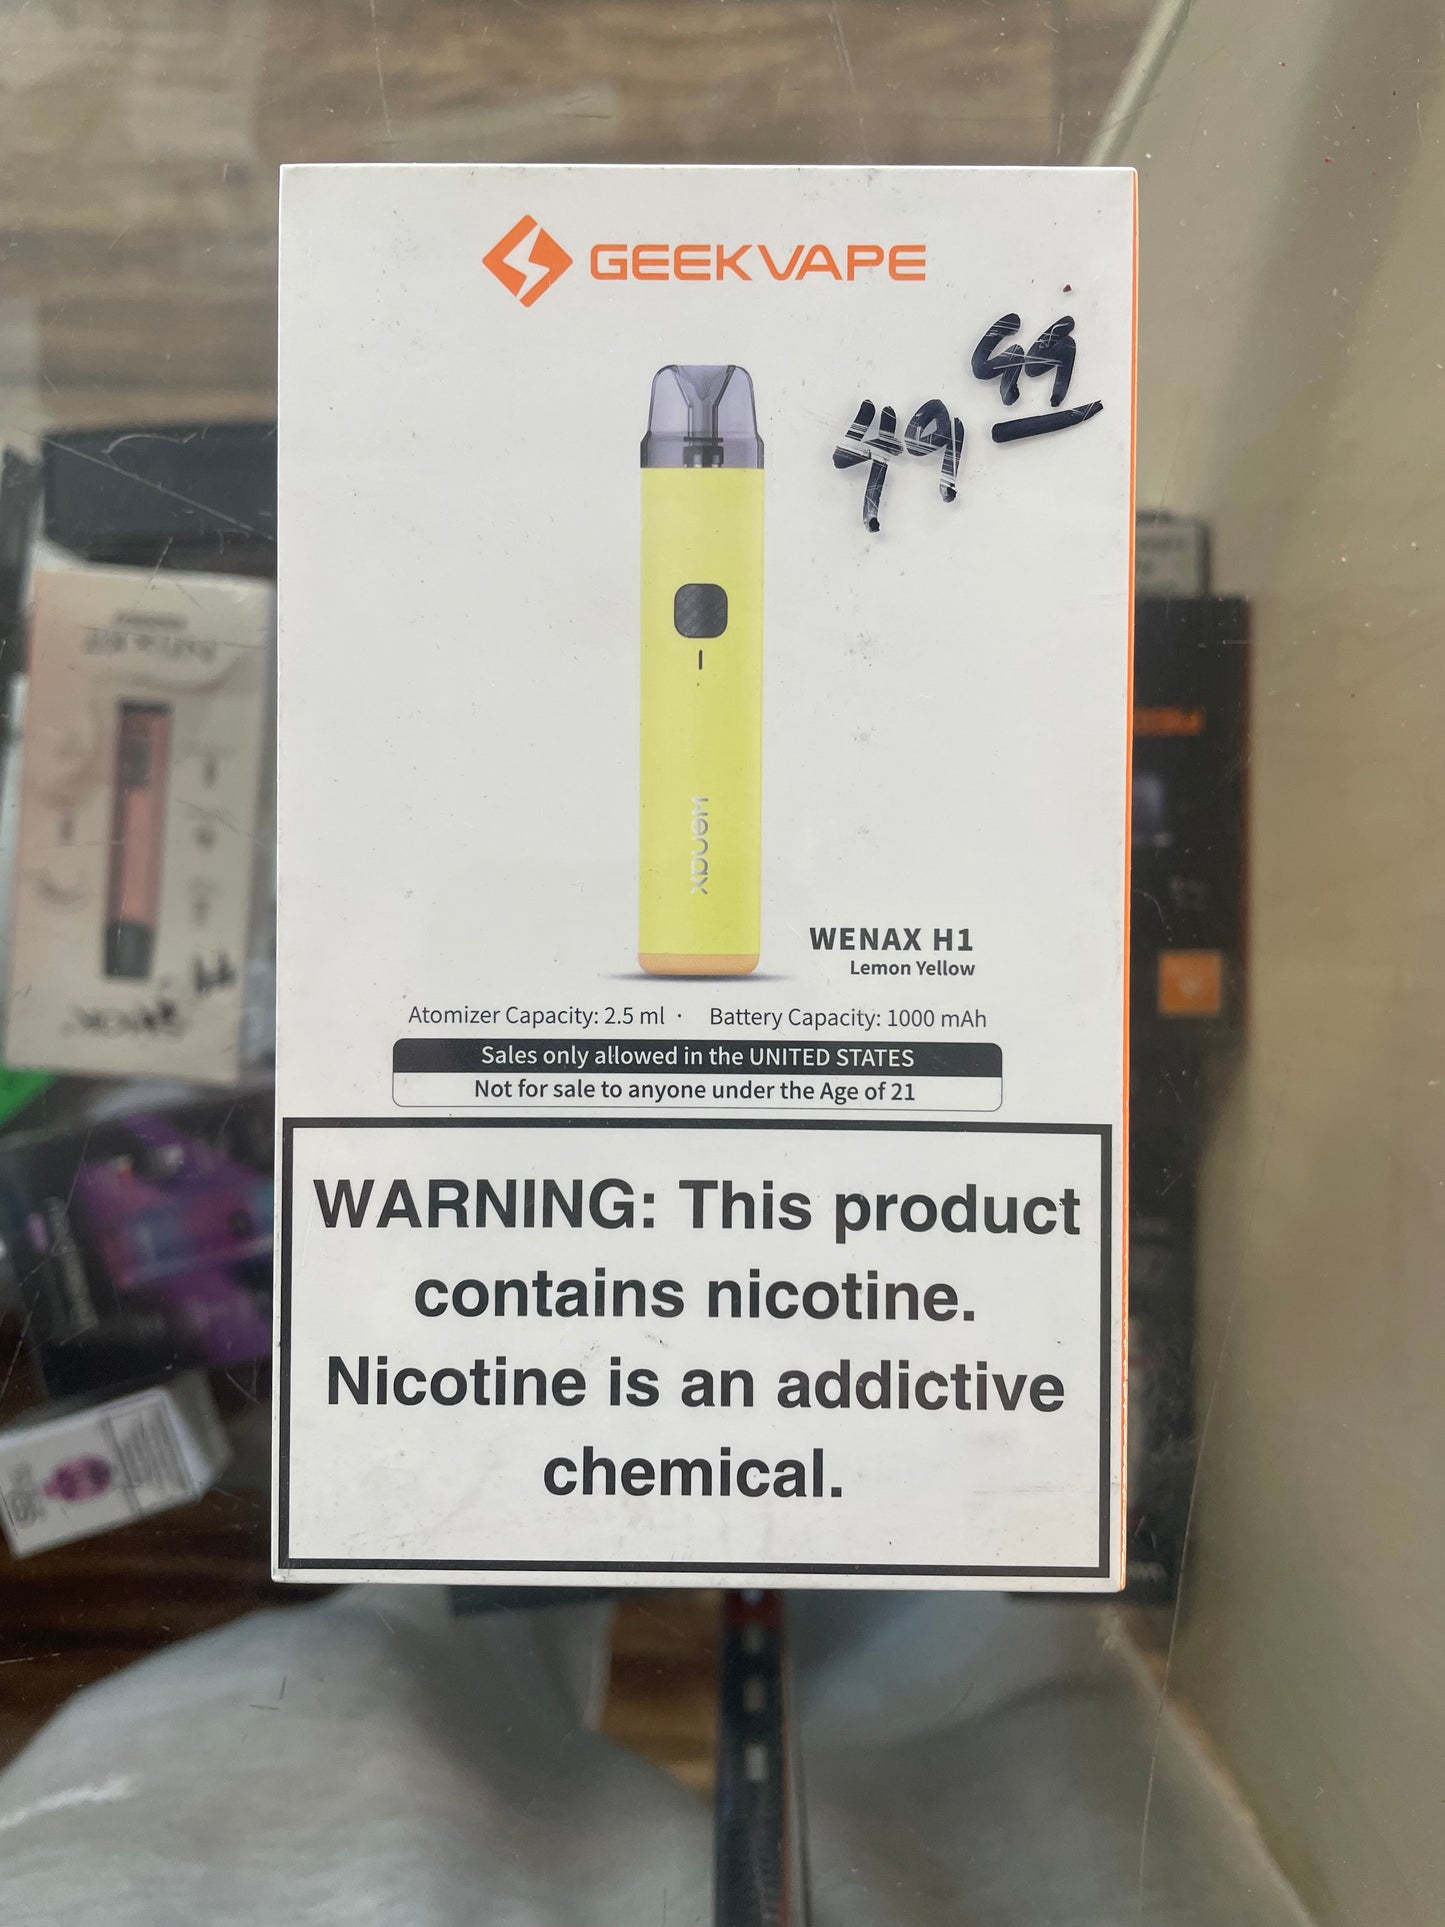 GEEKVAPE
49 99
wenax
WENAX H1
Lemon Yellow
Atomizer Capacity: 2.5 ml · Battery Capacity: 1000 mAh
Sales only allowed in the UNITED STATES
Not for sale to anyone under the Age of 21
WARNING: This product
contains nicotine.
Nicotine is an addictive
chemical.